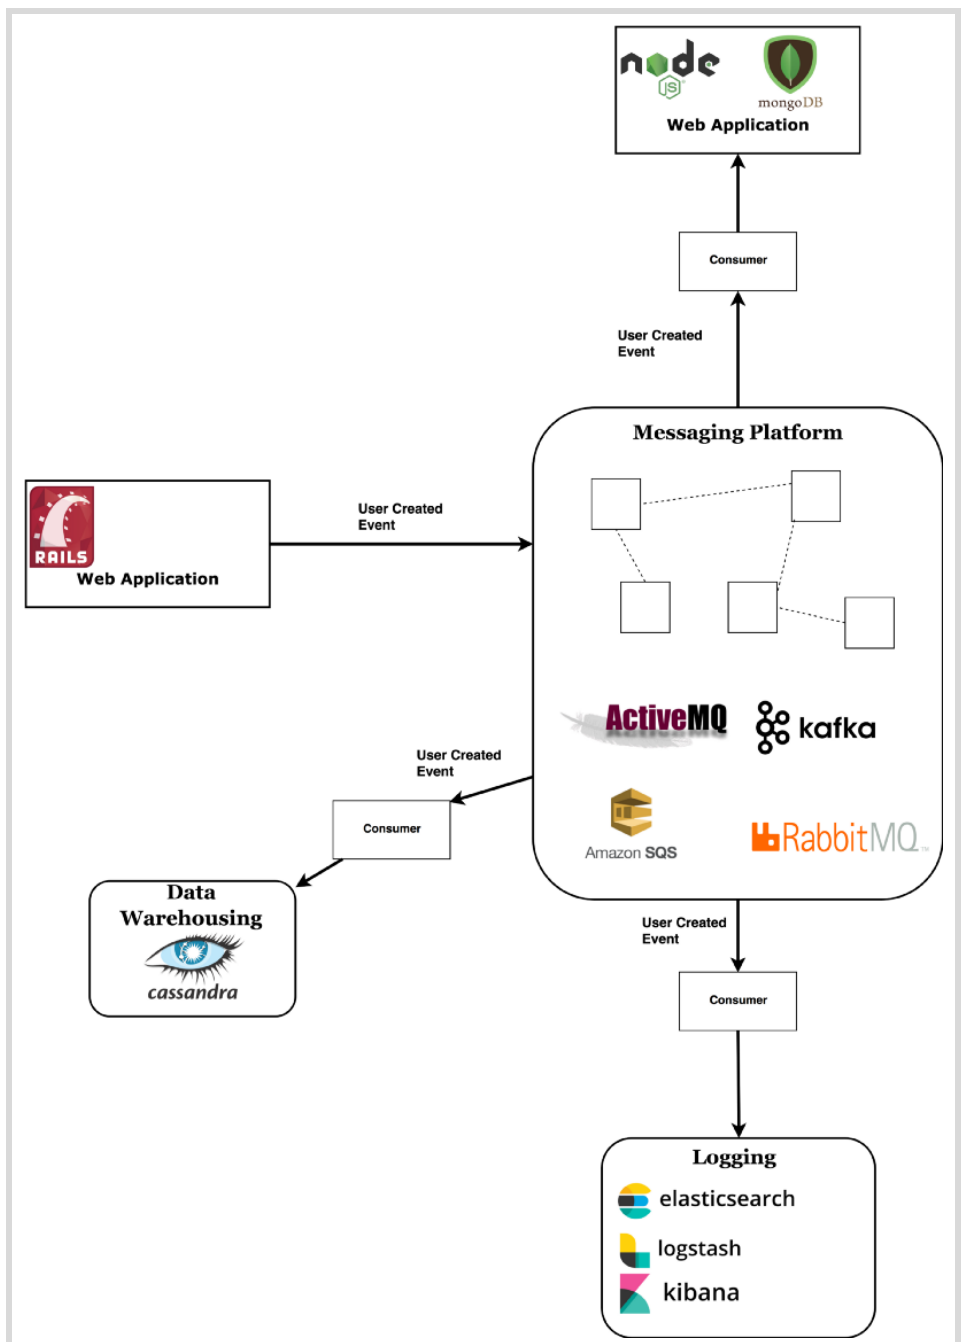 node
JS
mongoDB
Web Application
Consumer
User Created
Event
Messaging Platform
RAILS
Web Application
User Created
Event
ActiveMQ
kafka
Amazon SQS
RabbitMQ™
User Created
Event
Consumer
Data
Warehousing
cassandra
User Created
Event
Consumer
Logging
elasticsearch
logstash
kibana